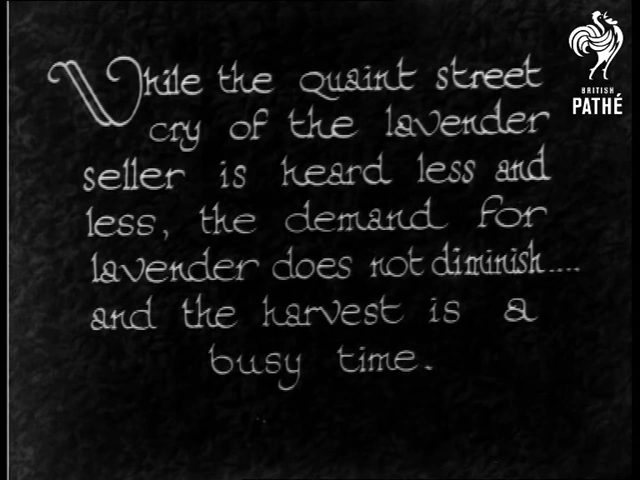 While the quaint street
cry of the lavender
seller is heard less and
less, the demand for
lavender does not diminish....
and the harvest is a
busy time.
BRITISH
PATHÉ